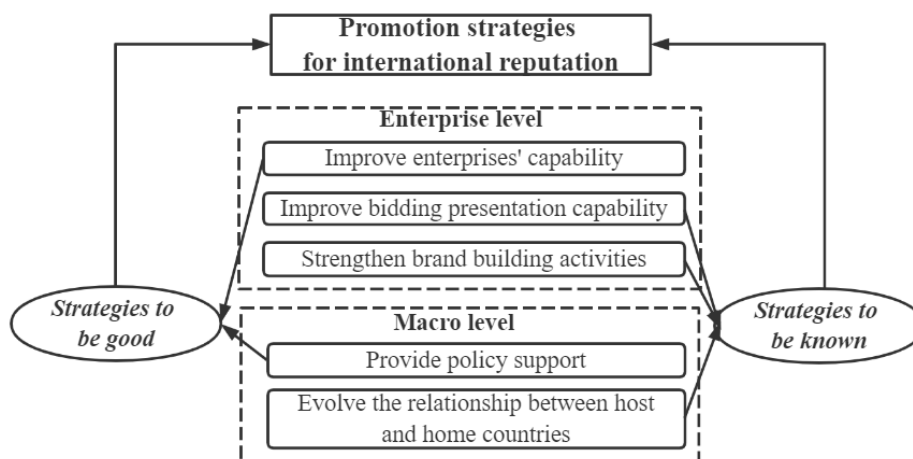 Promotion strategies
for international reputation
Enterprise level
Improve enterprises' capability
Improve bidding presentation capability
Strengthen brand building activities
Strategies to
be good
Macro level
Provide policy support
Evolve the relationship between host
and home countries
Strategies to
be known